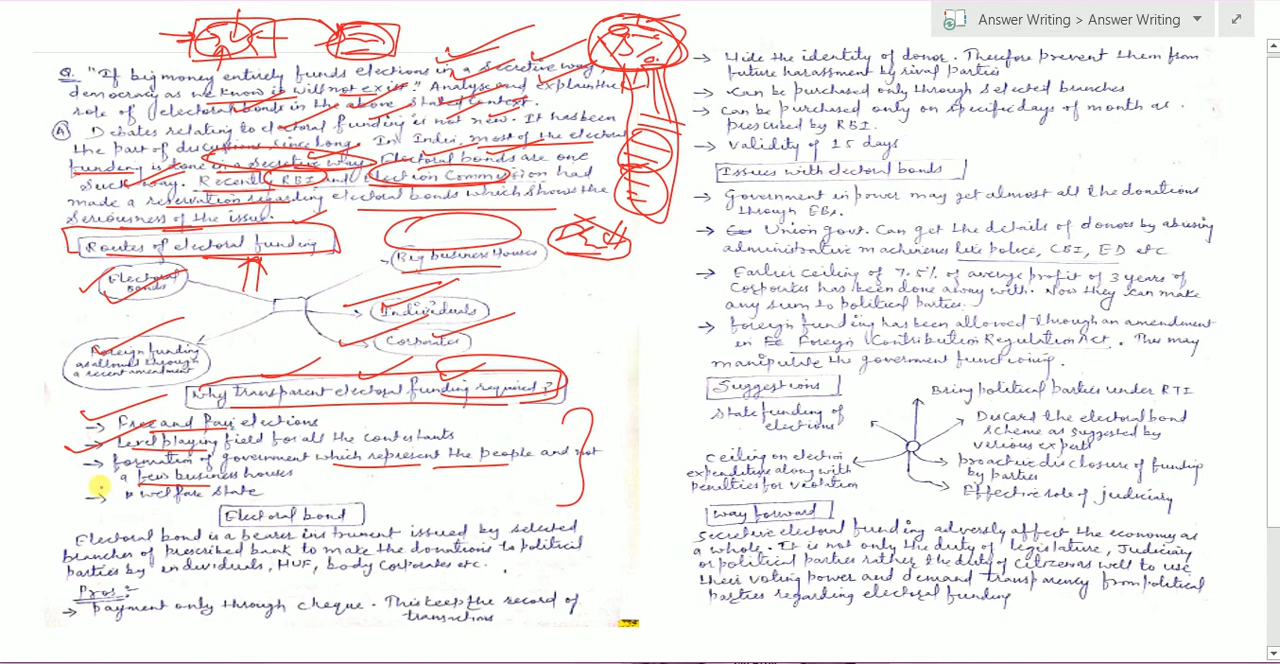 Answer Writing > Answer Writing
Q. "If big money entirely funds elections in a secretive way,
democracy as we know it will not exist." Analyse and explain the
role of electoral bonds in the above stated context.
(A) Debates relating to electoral funding is not new. It has been
the part of discussions since long. In India, most of the electoral
funding is done in a secretive way. Electoral bonds are one
such way. Recently RBI and Election Commission had
made a reservation regarding electoral bonds which shows the
seriousness of the issue.
Routes of electoral funding
Electoral
bonds
Big business Houses
Individuals
Corporates
Foreign funding
as allowed through
a recent amendment
Why transparent electoral funding required?
→ Free and Fair elections
→ Level playing field for all the contestants
→ formation of government which represent the people and not
a few business houses
→ welfare state
Electoral bond
Electoral bond is a bearer instrument issued by selected
branches of prescribed bank to make the donations to political
parties by individuals, HUF, body corporates etc.
Pros:-
→ payment only through cheque. This keep the record of
transactions
→ Hide the identity of donor. Therefore prevent them from
future harassment by rival parties
→ Can be purchased only through selected branches
→ Can be purchased only on specific days of month as
prescribed by RBI.
→ Validity of 15 days
Issues with electoral bonds
→ Government in power may get almost all the donations
through EBs.
→ Union govt. Can get the details of donors by abusing
administrative machineries like police, CBI, ED etc
→ Earlier ceiling of 7.5% of average profit of 3 years of
Corporates has been done away with. Now they can make
any sum to political parties.
→ foreign funding has been allowed through an amendment
in Foreign Contribution Regulation Act. This may
manipulate the government functioning.
Suggestions
Bring political parties under RTI
State funding of
elections
Discard the electoral bond
scheme as suggested by
various experts
Ceiling on election
expenditure along with
penalties for violation
proactive disclosure of funding
by parties
Effective role of judiciary
Way forward
Secretive electoral funding adversly affect the economy as
a whole. It is not only the duty of legislature, Judiciary
or political parties rather the duty of citizens as well to use
their voting power and demand transparency from political
parties regarding electoral funding